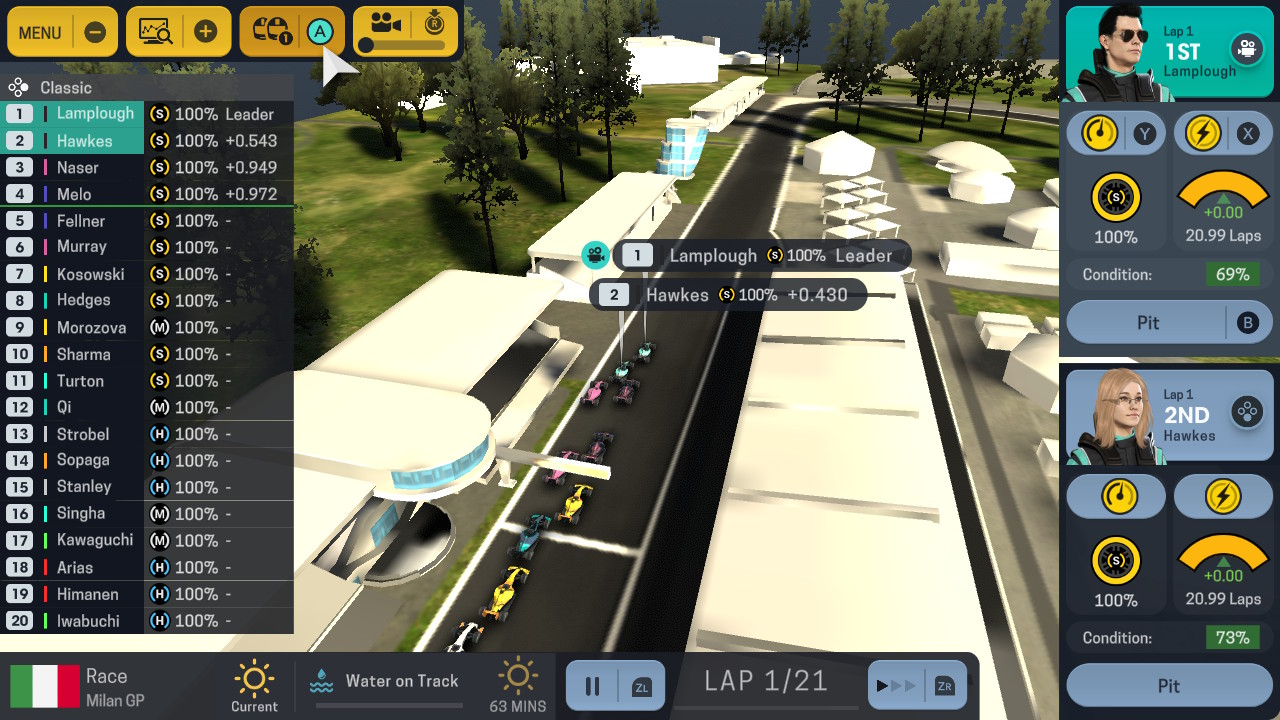 MENU
A
R
Classic
1 Lamplough S 100% Leader
2 Hawkes S 100% +0.543
3 Naser S 100% +0.949
4 Melo S 100% +0.972
5 Fellner S 100% -
6 Murray S 100% -
7 Kosowski S 100% -
8 Hedges S 100% -
9 Morozova M 100% -
10 Sharma S 100% -
11 Turton S 100% -
12 Qi M 100% -
13 Strobel H 100% -
14 Sopaga H 100% -
15 Stanley H 100% -
16 Singha M 100% -
17 Kawaguchi M 100% -
18 Arias H 100% -
19 Himanen H 100% -
20 Iwabuchi H 100% -
1 Lamplough S 100% Leader
2 Hawkes S 100% +0.430
Lap 1
1ST
Lamplough
Y
X
S
+0.00
100%
20.99 Laps
Condition: 69%
Pit B
Lap 1
2ND
Hawkes
S
+0.00
100%
20.99 Laps
Condition: 73%
Pit
Race
Milan GP
Current
Water on Track
63 MINS
ZL
LAP 1/21
ZR